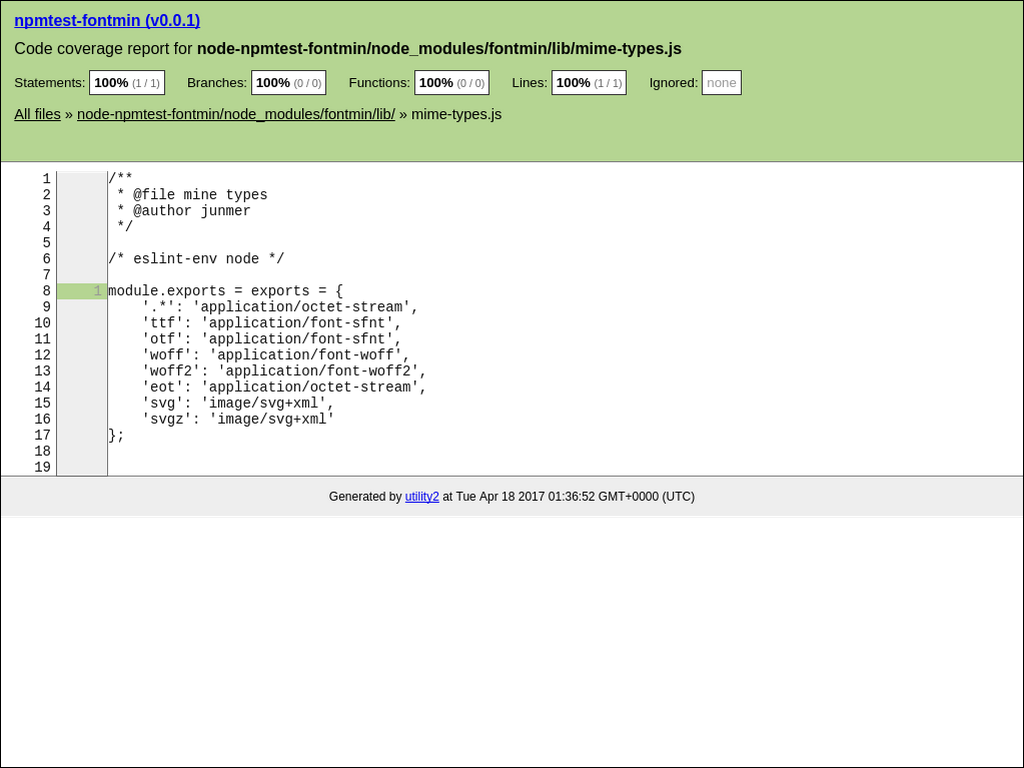 npmtest-fontmin (v0.0.1)
Code coverage report for node-npmtest-fontmin/node_modules/fontmin/lib/mime-types.js
Statements: 100% (1 / 1) Branches: 100% (0 / 0) Functions: 100% (0 / 0) Lines: 100% (1 / 1) Ignored: none
All files » node-npmtest-fontmin/node_modules/fontmin/lib/ » mime-types.js
1 /**
2  * @file mine types
3  * @author junmer
4  */
5
6 /* eslint-env node */
7
8 1 module.exports = exports = {
9     '.*': 'application/octet-stream',
10     'ttf': 'application/font-sfnt',
11     'otf': 'application/font-sfnt',
12     'woff': 'application/font-woff',
13     'woff2': 'application/font-woff2',
14     'eot': 'application/octet-stream',
15     'svg': 'image/svg+xml',
16     'svgz': 'image/svg+xml'
17 };
18
19
Generated by utility2 at Tue Apr 18 2017 01:36:52 GMT+0000 (UTC)